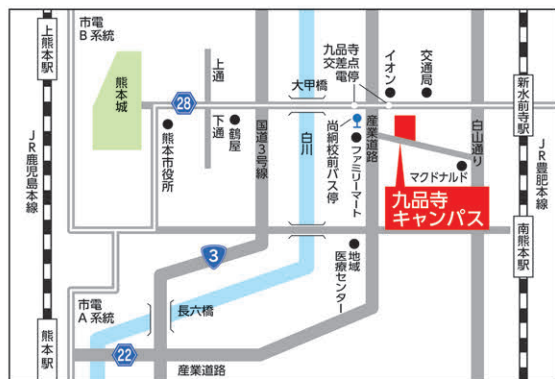 市電
B系統
上熊本駅
JR鹿児島本線
熊本駅
熊本城
上通
下通
28
鶴屋
熊本市役所
国道3号線
大甲橋
白川
九品寺
交差点
電停
イオン
交通局
尚絅校前バス停
ファミリーマート
産業道路
白山通り
マクドナルド
九品寺
キャンパス
新水前寺駅
JR豊肥本線
南熊本駅
3
地域
医療センター
市電
A系統
長六橋
22
産業道路